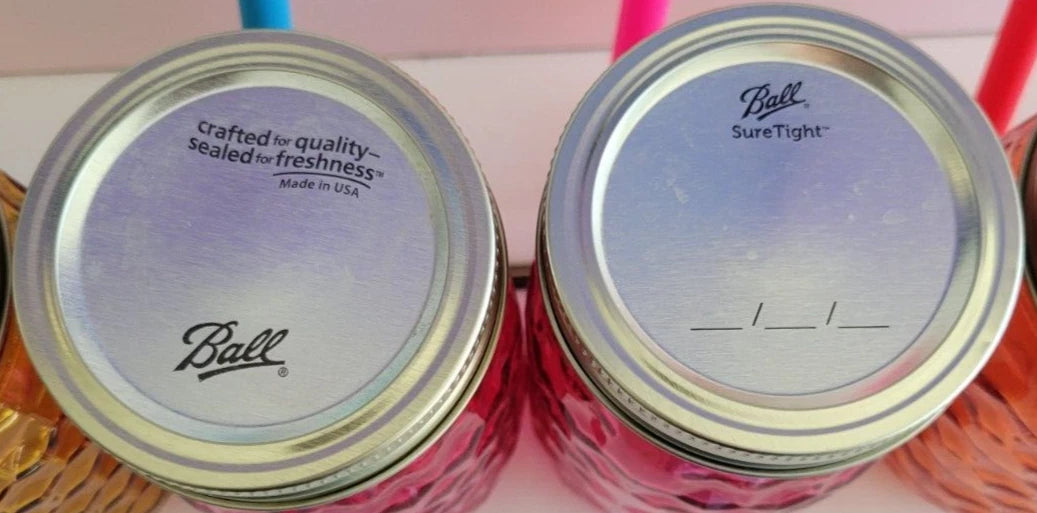 crafted for quality–
sealed for freshness™
Made in USA
Ball®
Ball®
SureTight™
___/___/___